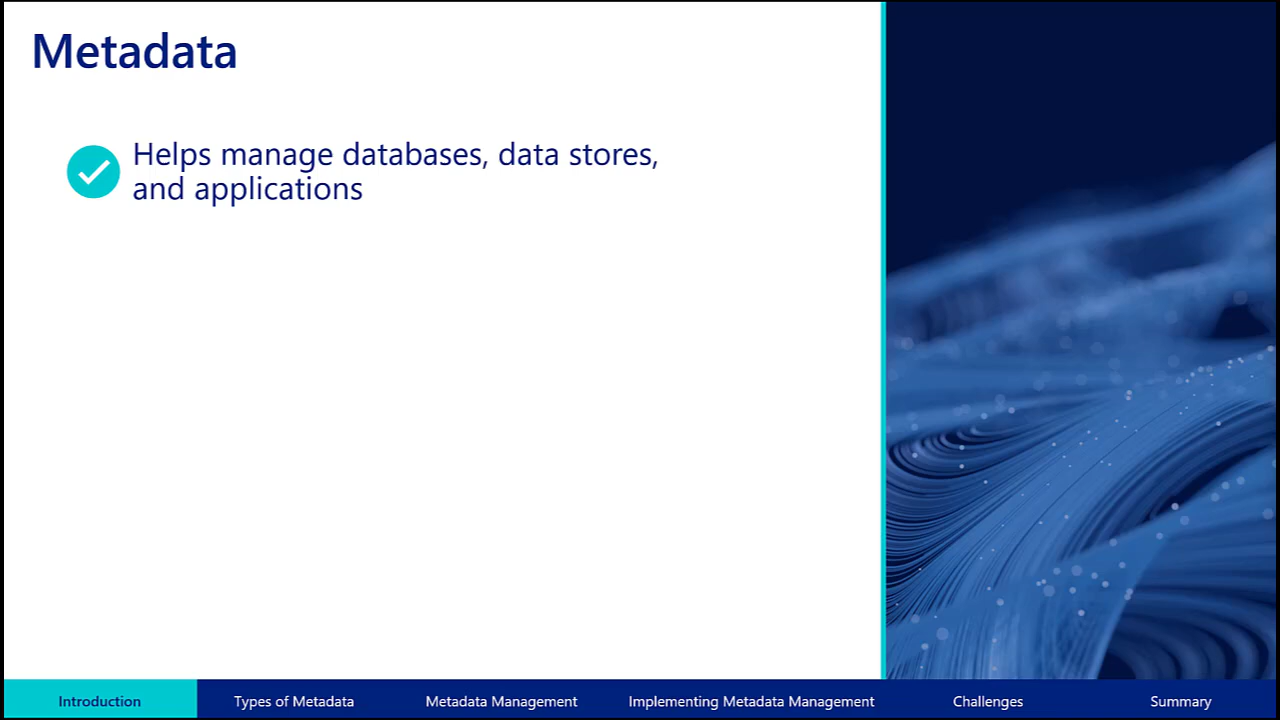 Metadata
Helps manage databases, data stores,
and applications
Introduction
Types of Metadata
Metadata Management
Implementing Metadata Management
Challenges
Summary